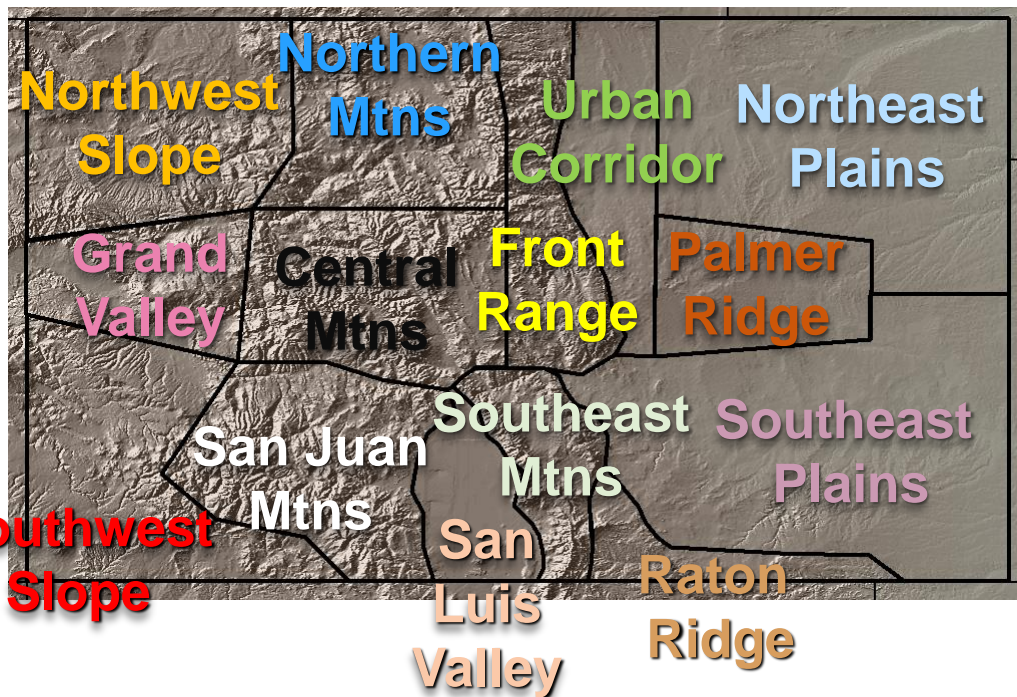 Northern
Mtns
Northwest
Slope
Urban
Corridor
Northeast
Plains
Grand
Valley
Central
Mtns
Front
Range
Palmer
Ridge
San Juan
Mtns
Southeast
Mtns
Southeast
Plains
outhwest
Slope
San
Luis
Valley
Raton
Ridge